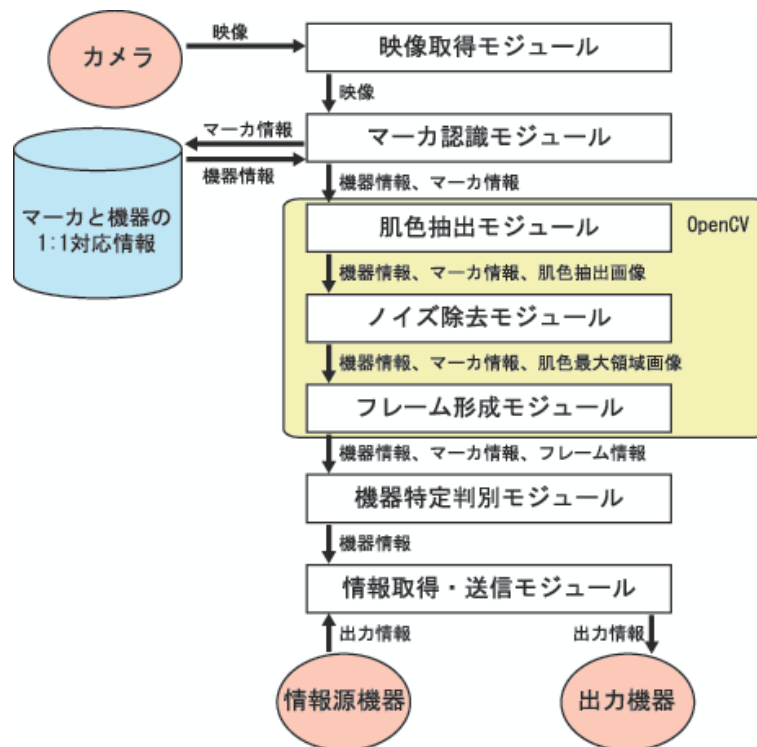 カメラ
映像
映像取得モジュール
映像
マーカ情報
マーカ認識モジュール
機器情報
機器情報、マーカ情報
マーカと機器の
1:1対応情報
肌色抽出モジュール
OpenCV
機器情報、マーカ情報、肌色抽出画像
ノイズ除去モジュール
機器情報、マーカ情報、肌色最大領域画像
フレーム形成モジュール
機器情報、マーカ情報、フレーム情報
機器特定判別モジュール
機器情報
情報取得・送信モジュール
出力情報
出力情報
情報源機器
出力機器